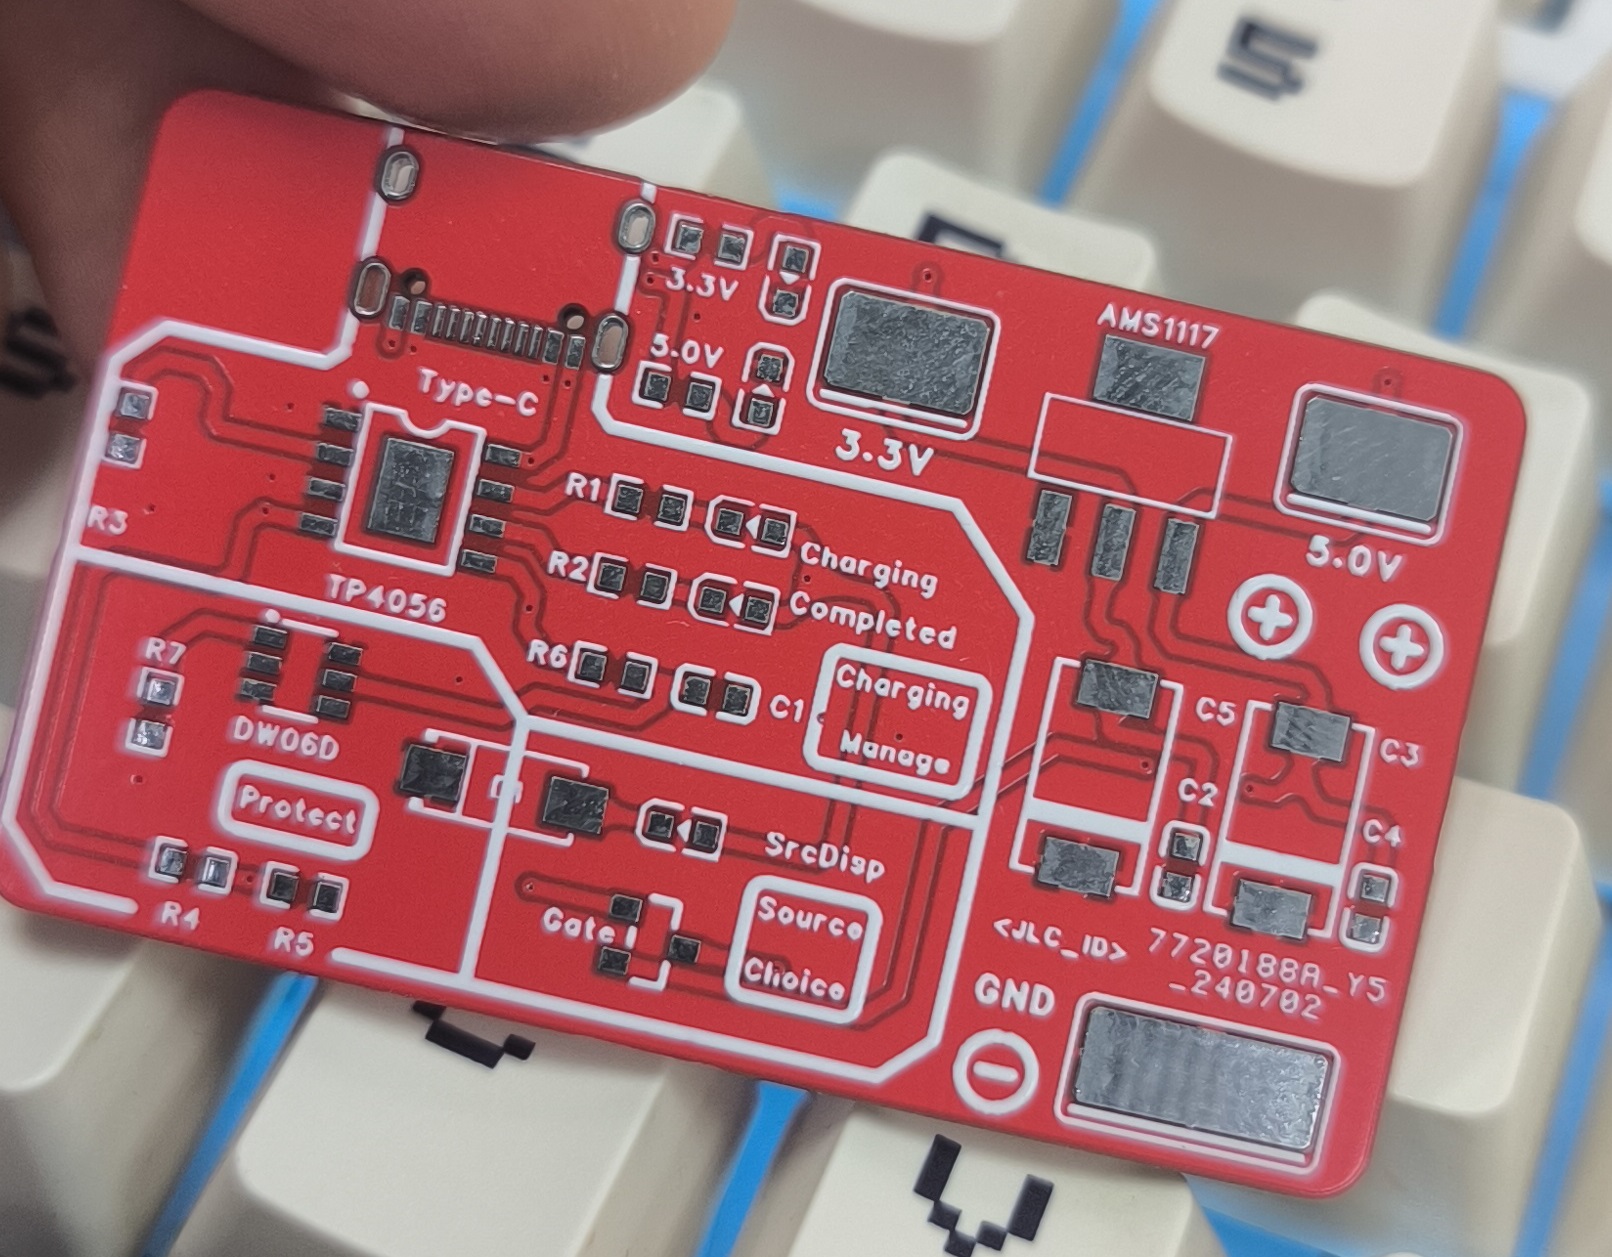 3.3V
AMS1117
5.0V
Type-C
3.3V
R1
R3
Charging
5.0V
R2
TP4056
Completed
R7
R6
Charging
Manage
C1
C5
C3
DW06D
D1
C2
Protect
C4
SrcDisp
Source
Choice
Gate1
R4
R5
<JLC_ID>
7720188A_Y5
_240702
GND